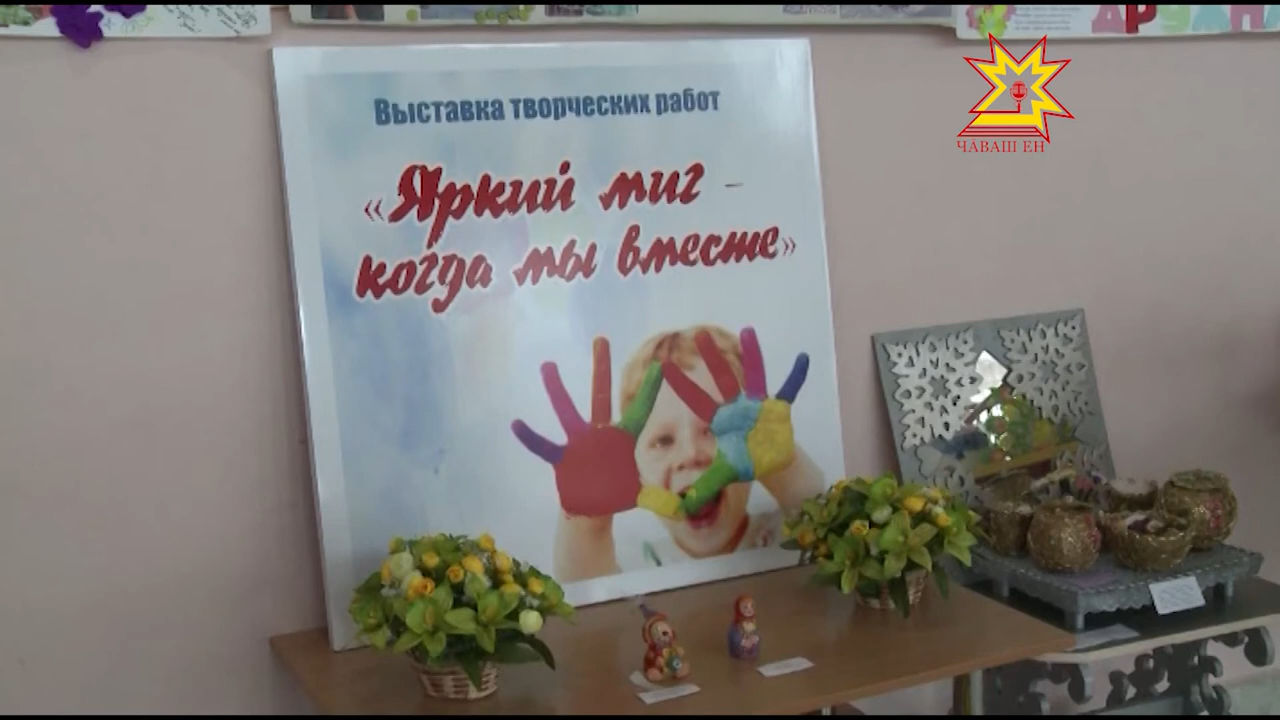 Выставка творческих работ
«Яркий миг –
когда мы вместе»
ЧĂВАШ ЕН